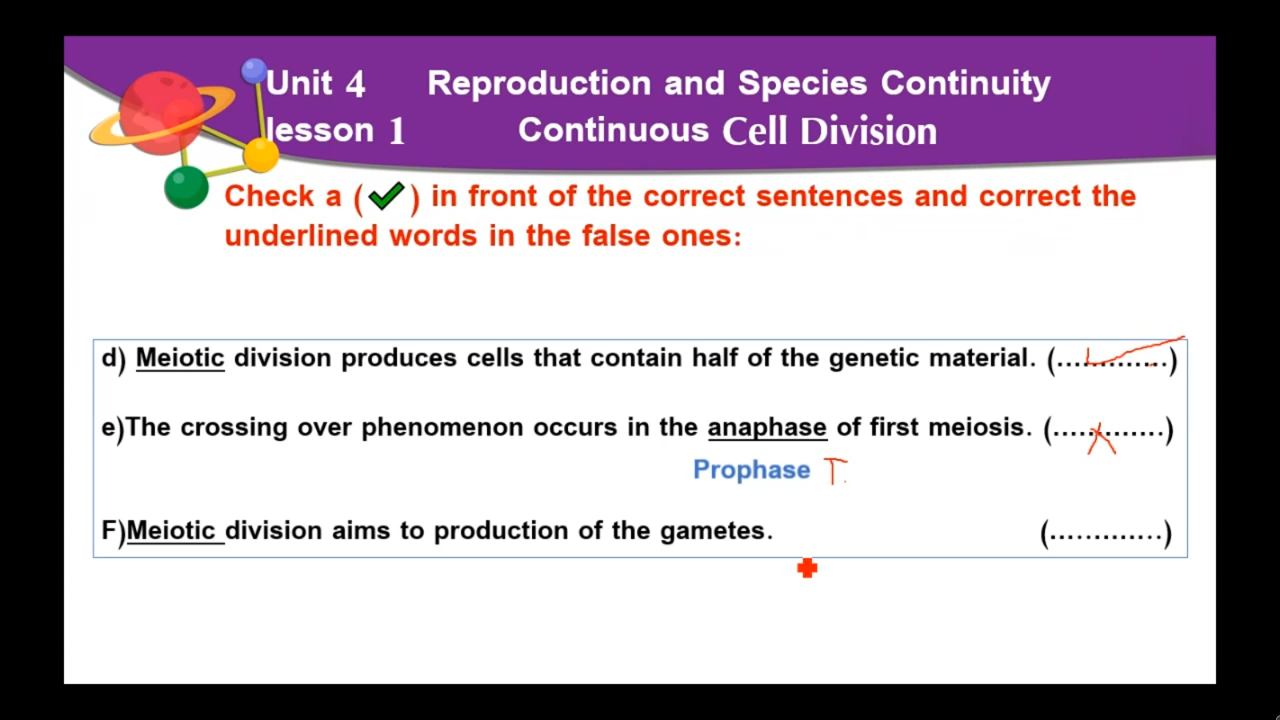 Unit 4 Reproduction and Species Continuity
lesson 1 Continuous Cell Division
Check a (✔) in front of the correct sentences and correct the
underlined words in the false ones:
d) Meiotic division produces cells that contain half of the genetic material. (.............)
e)The crossing over phenomenon occurs in the anaphase of first meiosis. (.............)
Prophase I
F)Meiotic division aims to production of the gametes. (.............)